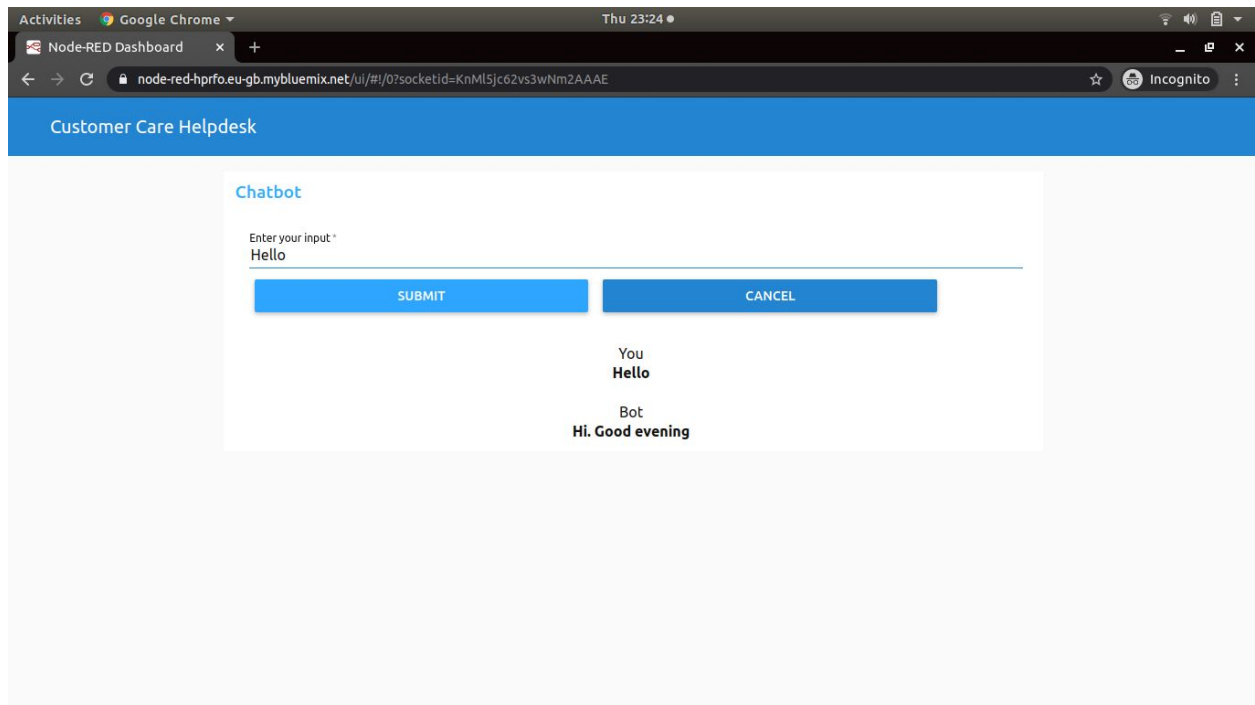 Activities Google Chrome Thu 23:24
Node-RED Dashboard
node-red-hprfo.eu-gb.mybluemix.net/ui/#!/0?socketid=KnMl5jc62vs3wNm2AAAE Incognito
Customer Care Helpdesk
Chatbot
Enter your input *
Hello
SUBMIT CANCEL
You
Hello
Bot
Hi. Good evening